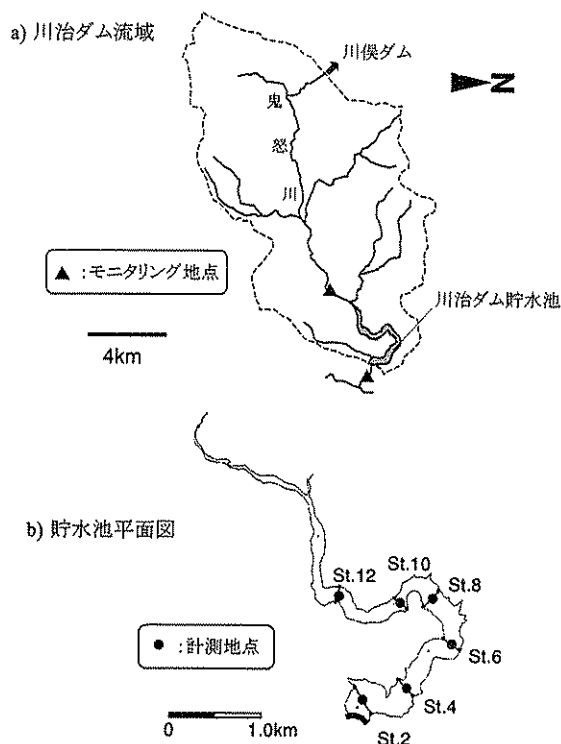 a) 川治ダム流域
川俣ダム
鬼
怒
川
N
▲ :モニタリング地点
川治ダム貯水池
4km
b) 貯水池平面図
St.12
St.10
St.8
St.6
St.4
St.2
● :計測地点
0 1.0km